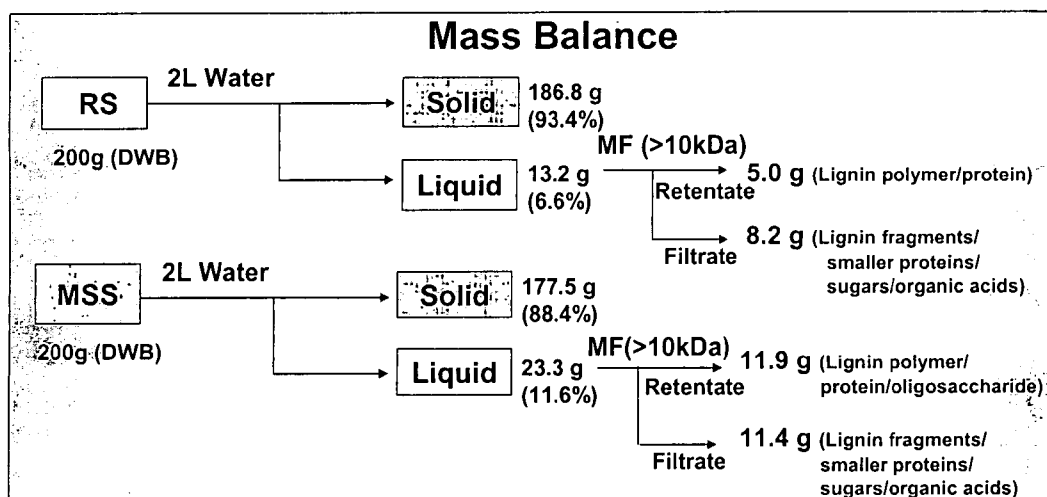 Mass Balance
2L Water
RS
200g (DWB)
Solid
186.8 g
(93.4%)
Liquid
13.2 g
(6.6%)
MF (>10kDa)
Retentate
5.0 g (Lignin polymer/protein)
Filtrate
8.2 g (Lignin fragments/
smaller proteins/
sugars/organic acids)
2L Water
MSS
200g (DWB)
Solid
177.5 g
(88.4%)
Liquid
23.3 g
(11.6%)
MF(>10kDa)
Retentate
11.9 g (Lignin polymer/
protein/oligosaccharide)
Filtrate
11.4 g (Lignin fragments/
smaller proteins/
sugars/organic acids)